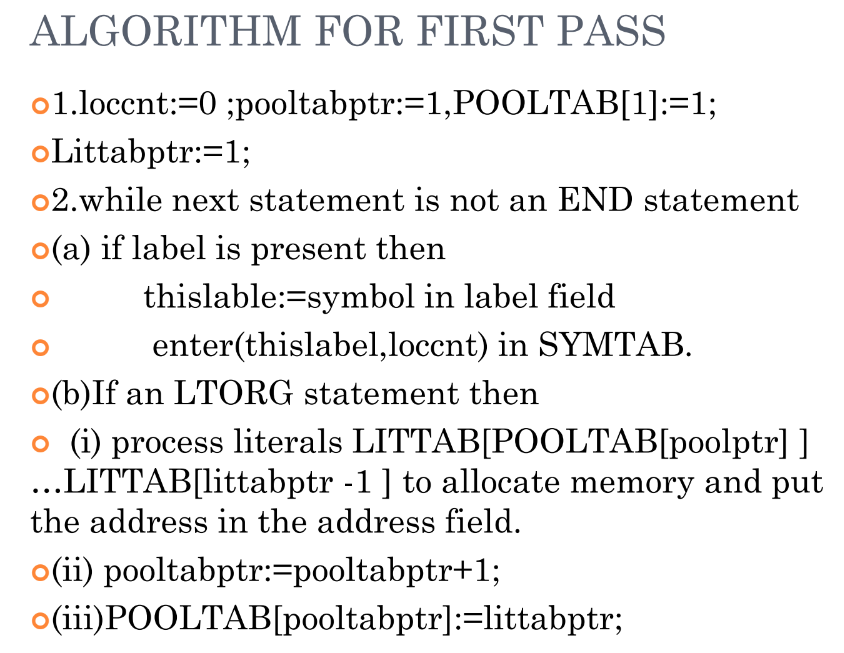 ALGORITHM FOR FIRST PASS
1.loccnt:=0 ;pooltabptr:=1,POOLTAB[1]:=1;
Littabptr:=1;
2.while next statement is not an END statement
(a) if label is present then
thislable:=symbol in label field
enter(thislabel,loccnt) in SYMTAB.
(b)If an LTORG statement then
(i) process literals LITTAB[POOLTAB[poolptr] ]
…LITTAB[littabptr -1 ] to allocate memory and put
the address in the address field.
(ii) pooltabptr:=pooltabptr+1;
(iii)POOLTAB[pooltabptr]:=littabptr;